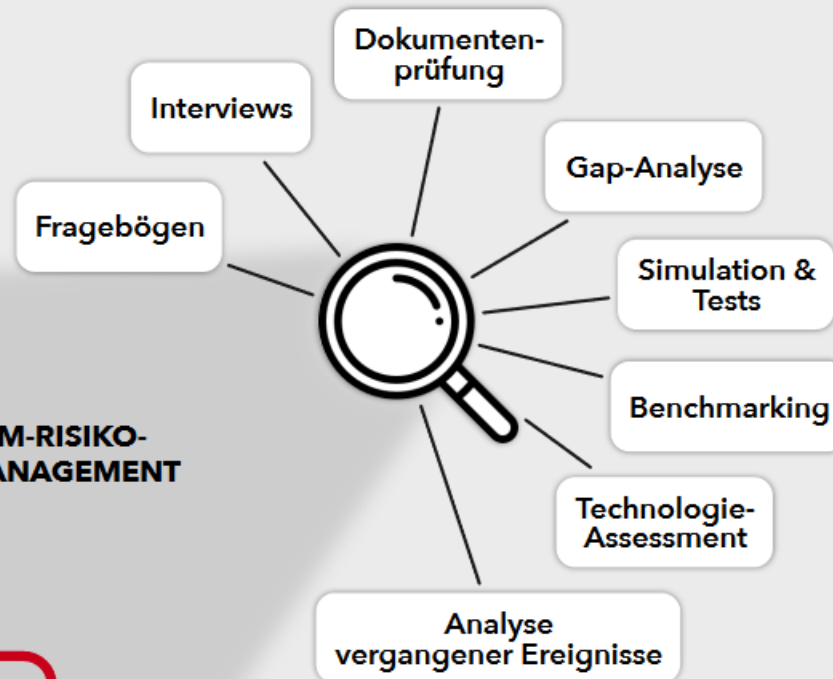 Dokumenten-
prüfung
Interviews
Gap-Analyse
Fragebögen
Simulation &
Tests
Benchmarking
M-RISIKO-
ANAGEMENT
Technologie-
Assessment
Analyse
vergangener Ereignisse